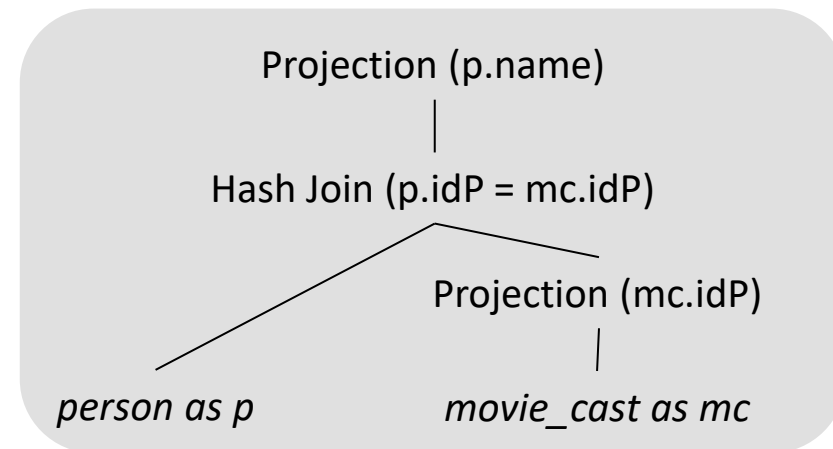 Projection (p.name)
Hash Join (p.idP = mc.idP)
Projection (mc.idP)
person as p
movie_cast as mc